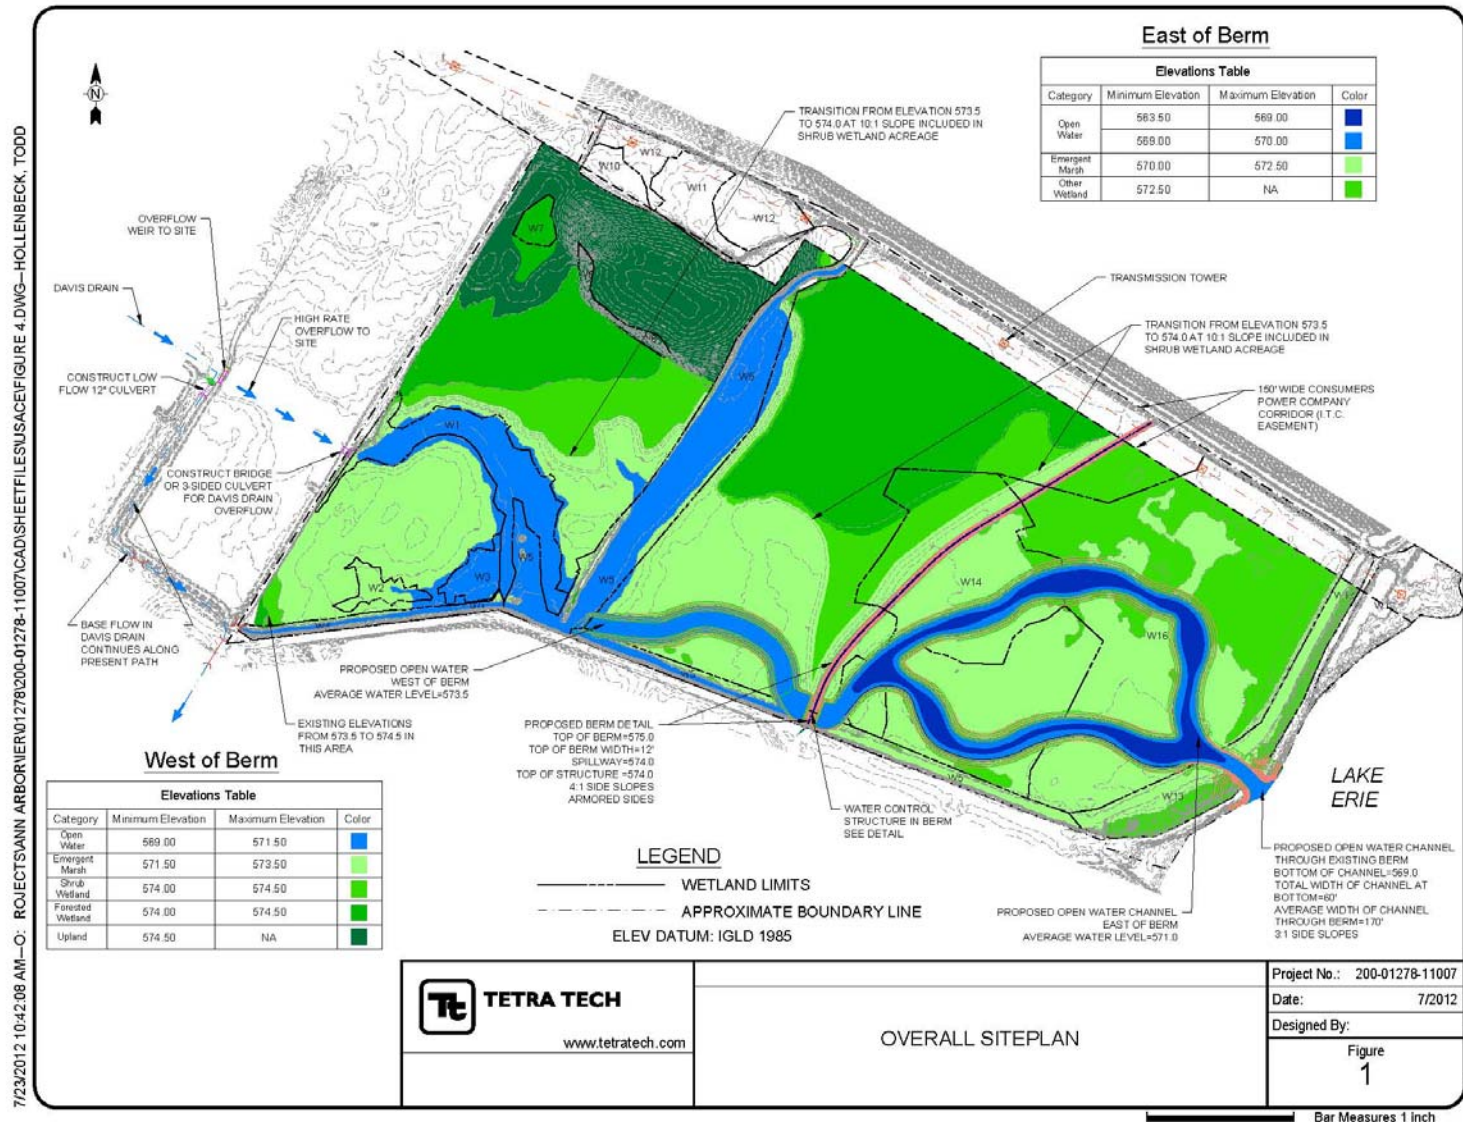 7/23/2012 10:42:08 AM—O: ROJECTS\ANN ARBOR\IER\01278\200-01278-11007\CAD\SHEETFILES\USACE\FIGURE 4.DWG—HOLLENBECK, TODD
N
East of Berm
Elevations Table
Category Minimum Elevation Maximum Elevation Color
Open Water 563.50 569.00
569.00 570.00
Emergent Marsh 570.00 572.50
Other Wetland 572.50 NA
TRANSITION FROM ELEVATION 573.5
TO 574.0 AT 10:1 SLOPE INCLUDED IN
SHRUB WETLAND ACREAGE
W12
W10
W11
W12
W7
OVERFLOW
WEIR TO SITE
DAVIS DRAIN
HIGH RATE
OVERFLOW TO
SITE
TRANSMISSION TOWER
TRANSITION FROM ELEVATION 573.5
TO 574.0 AT 10:1 SLOPE INCLUDED IN
SHRUB WETLAND ACREAGE
CONSTRUCT LOW
FLOW 12" CULVERT
150' WIDE CONSUMERS
POWER COMPANY
CORRIDOR (I.T.C.
EASEMENT)
W6
W1
CONSTRUCT BRIDGE
OR 3-SIDED CULVERT
FOR DAVIS DRAIN
OVERFLOW
W5
W3
W5
W2
W14
W16
BASE FLOW IN
DAVIS DRAIN
CONTINUES ALONG
PRESENT PATH
PROPOSED OPEN WATER
WEST OF BERM
AVERAGE WATER LEVEL=573.5
EXISTING ELEVATIONS
FROM 573.5 TO 574.5 IN
THIS AREA
PROPOSED BERM DETAIL
TOP OF BERM=575.0
TOP OF BERM WIDTH=12'
SPILLWAY=574.0
TOP OF STRUCTURE =574.0
4:1 SIDE SLOPES
ARMORED SIDES
W5
W13
LAKE
ERIE
WATER CONTROL
STRUCTURE IN BERM
SEE DETAIL
PROPOSED OPEN WATER CHANNEL
THROUGH EXISTING BERM
BOTTOM OF CHANNEL=569.0
TOTAL WIDTH OF CHANNEL AT
BOTTOM=60'
AVERAGE WIDTH OF CHANNEL
THROUGH BERM=170'
3:1 SIDE SLOPES
PROPOSED OPEN WATER CHANNEL
EAST OF BERM
AVERAGE WATER LEVEL=571.0
West of Berm
Elevations Table
Category Minimum Elevation Maximum Elevation Color
Open Water 569.00 571.50
Emergent Marsh 571.50 573.50
Shrub Wetland 574.00 574.50
Forested Wetland 574.00 574.50
Upland 574.50 NA
LEGEND
WETLAND LIMITS
APPROXIMATE BOUNDARY LINE
ELEV DATUM: IGLD 1985
Tt TETRA TECH
www.tetratech.com
OVERALL SITEPLAN
Project No.: 200-01278-11007
Date: 7/2012
Designed By:
Figure
1
Bar Measures 1 inch